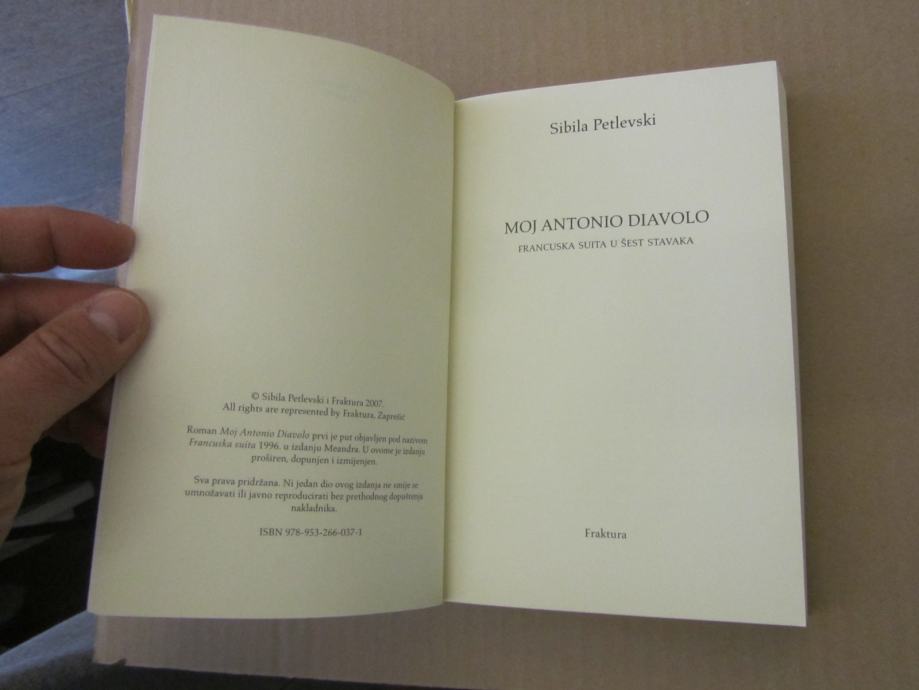 © Sibila Petlevski i Fraktura 2007.
All rights are represented by Fraktura, Zaprešić
Roman Moj Antonio Diavolo prvi je put objavljen pod nazivom
Francuska suita 1996. u izdanju Meandra. U ovome je izdanju
proširen, dopunjen i izmijenjen.
Sva prava pridržana. Ni jedan dio ovog izdanja ne smije se
umnožavati ili javno reproducirati bez prethodnog dopuštenja
nakladnika.
ISBN 978-953-266-037-1
Sibila Petlevski
MOJ ANTONIO DIAVOLO
FRANCUSKA SUITA U ŠEST STAVAKA
Fraktura